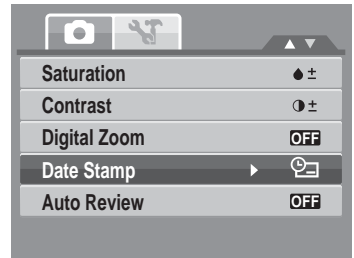 Saturation
Contrast
Digital Zoom OFF
Date Stamp
Auto Review OFF